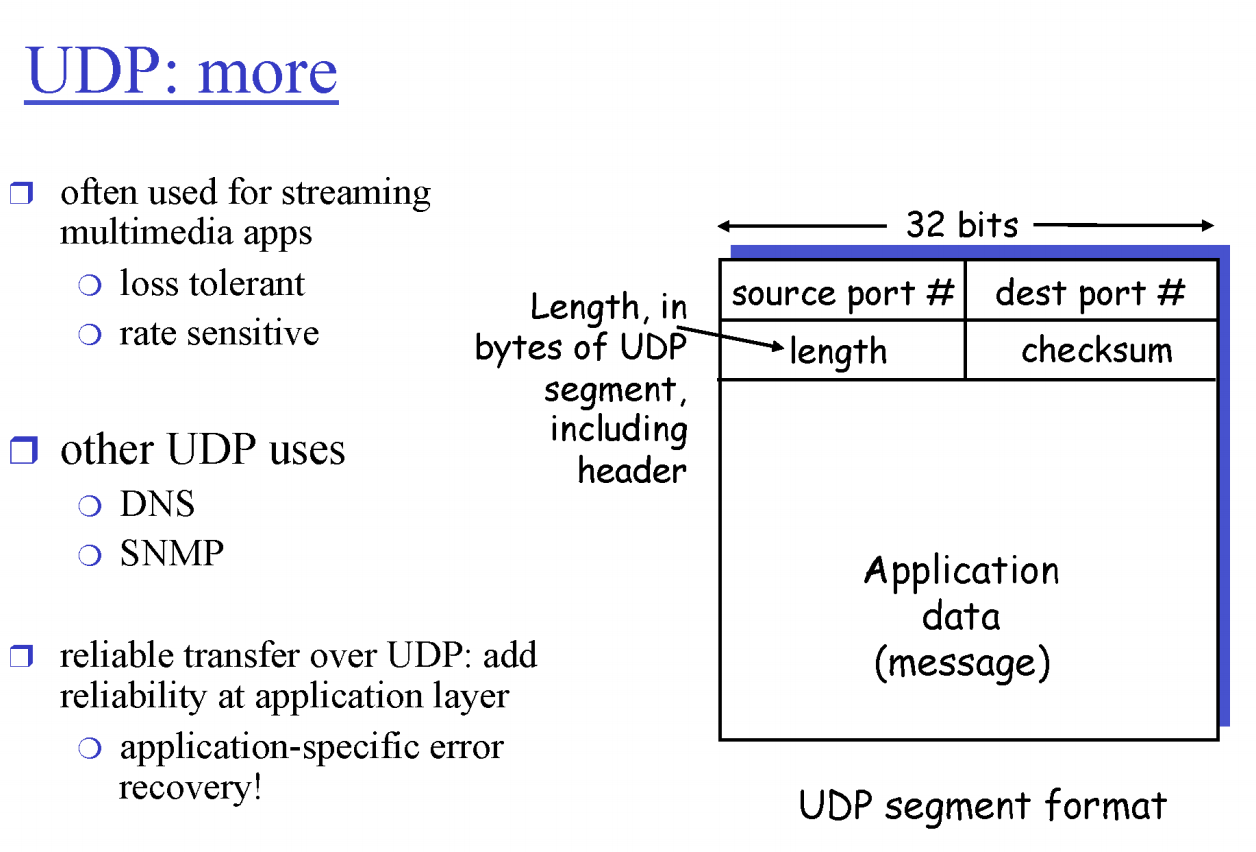 UDP: more
often used for streaming
multimedia apps
loss tolerant
rate sensitive
other UDP uses
DNS
SNMP
reliable transfer over UDP: add
reliability at application layer
application-specific error
recovery!
32 bits
source port #
dest port #
length
checksum
Length, in
bytes of UDP
segment,
including
header
Application
data
(message)
UDP segment format